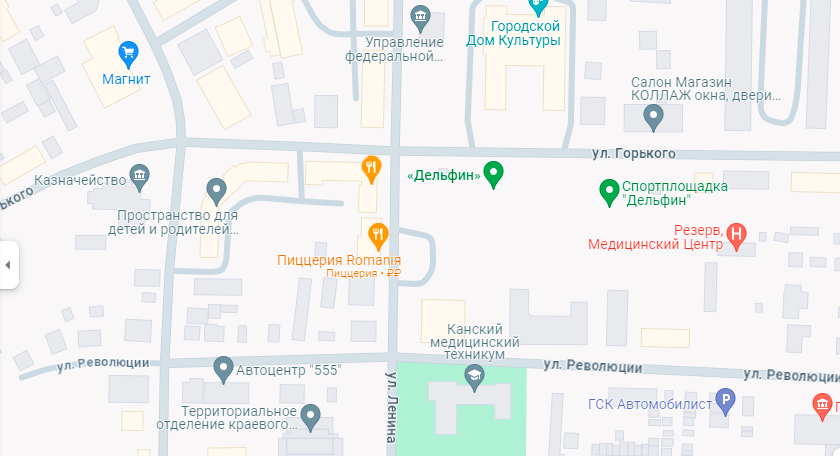 Городской
Дом Культуры
Управление
федеральной...
Магнит
Салон Магазин
КОЛЛАЖ окна, двери...
ул. Горького
Казначейство
«Дельфин»
Спортплощадка
"Дельфин"
ького
Пространство для
детей и родителей...
Резерв,
Медицинский Центр
Пиццерия Romania
Пиццерия • ₽₽
Канский
медицинский
техникум
ул. Революции
Автоцентр "555"
ул. Революции
ул. Революции
ул. Ленина
Территориальное
отделение краевого...
ГСК Автомобилист